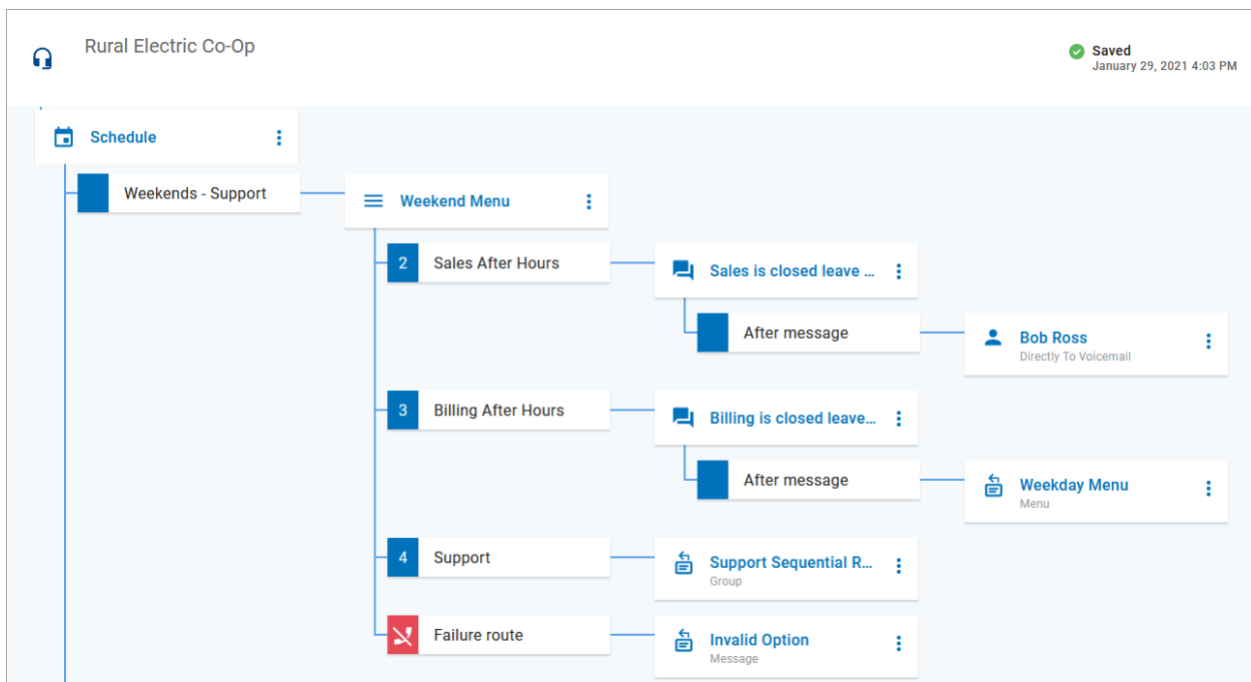 Rural Electric Co-Op
Saved
January 29, 2021 4:03 PM
Schedule
Weekends - Support
Weekend Menu
2 Sales After Hours
Sales is closed leave ...
After message
Bob Ross
Directly To Voicemail
3 Billing After Hours
Billing is closed leave...
After message
Weekday Menu
Menu
4 Support
Support Sequential R...
Group
Failure route
Invalid Option
Message